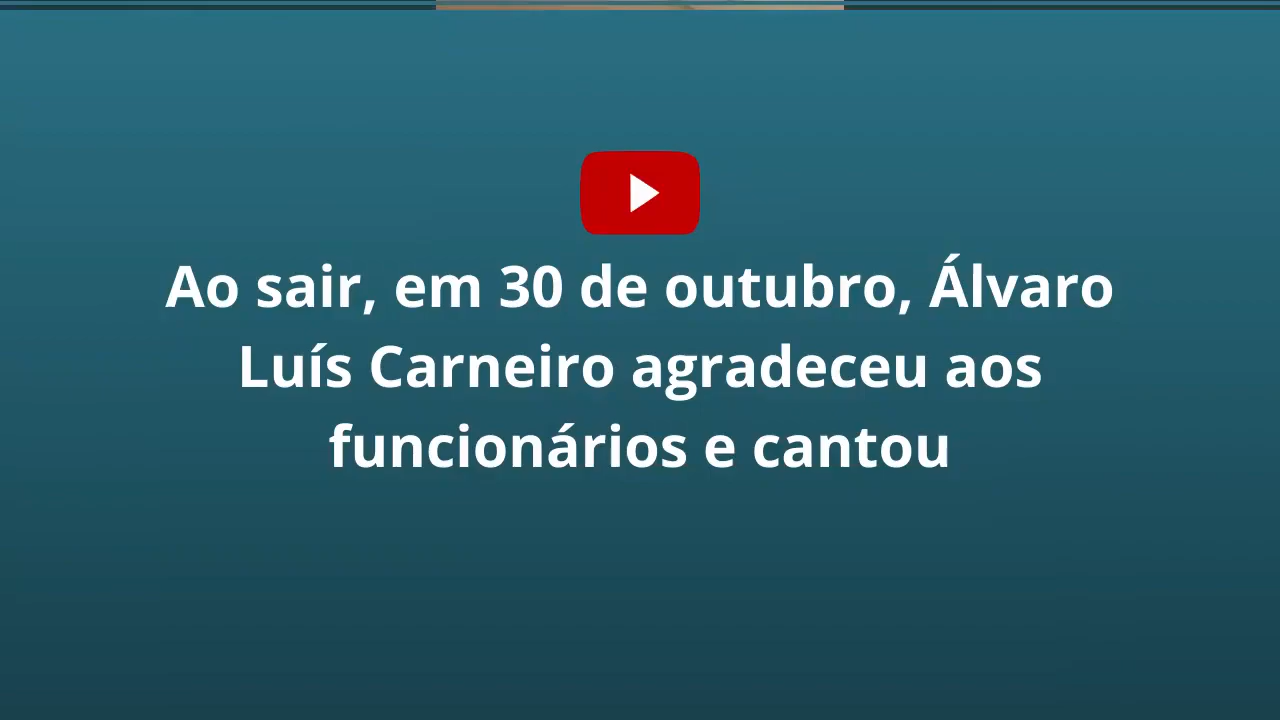 Ao sair, em 30 de outubro, Álvaro
Luís Carneiro agradeceu aos
funcionários e cantou